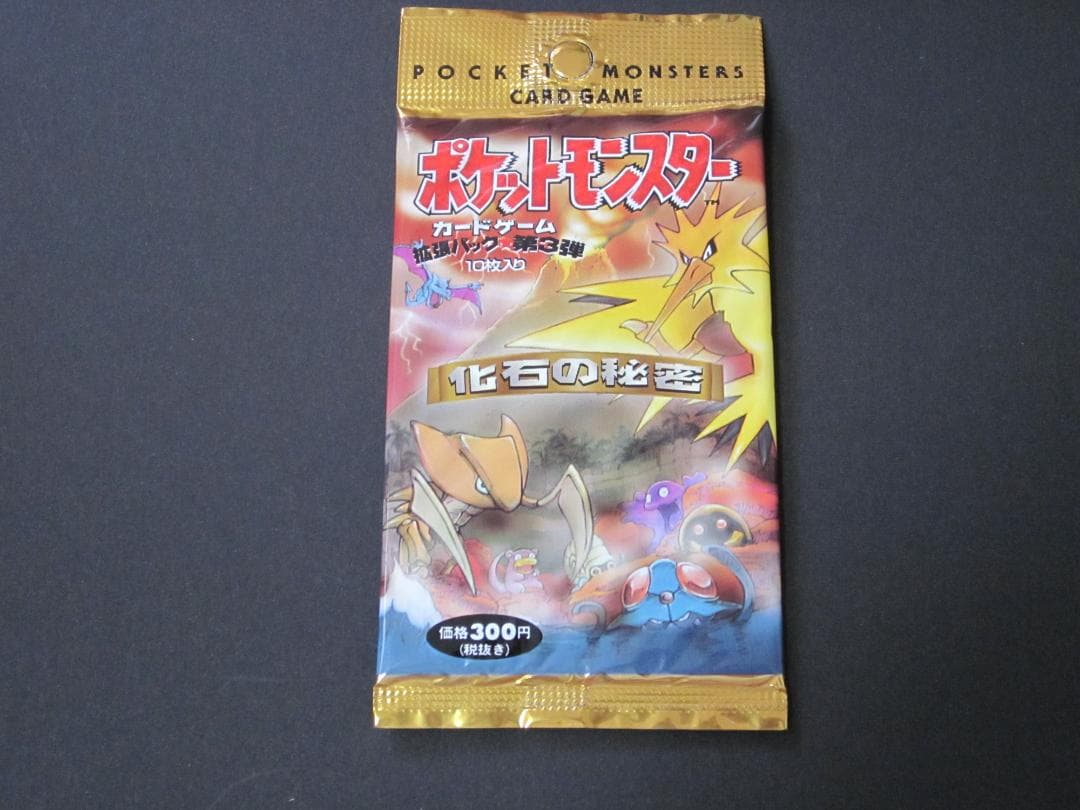 POCKET MONSTERS
CARD GAME
ポケットモンスター
TM
カードゲーム
拡張パック☆第3弾
10枚入り
化石の秘密
価格300円
(税抜き)